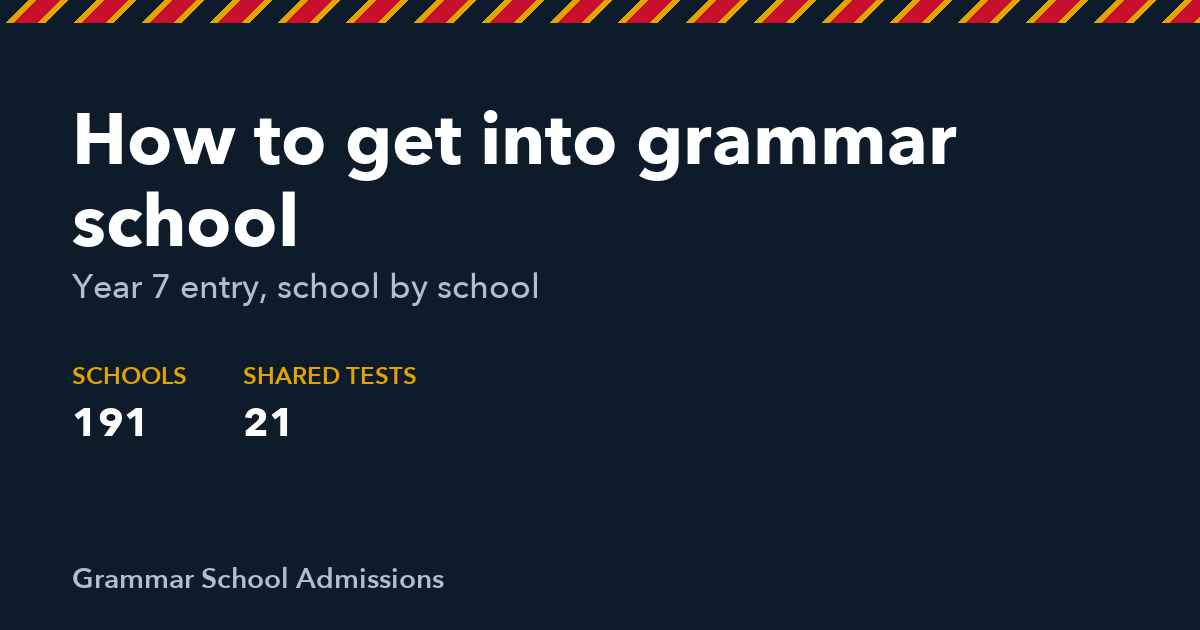 How to get into grammar
school
Year 7 entry, school by school
SCHOOLS SHARED TESTS
191 21
Grammar School Admissions